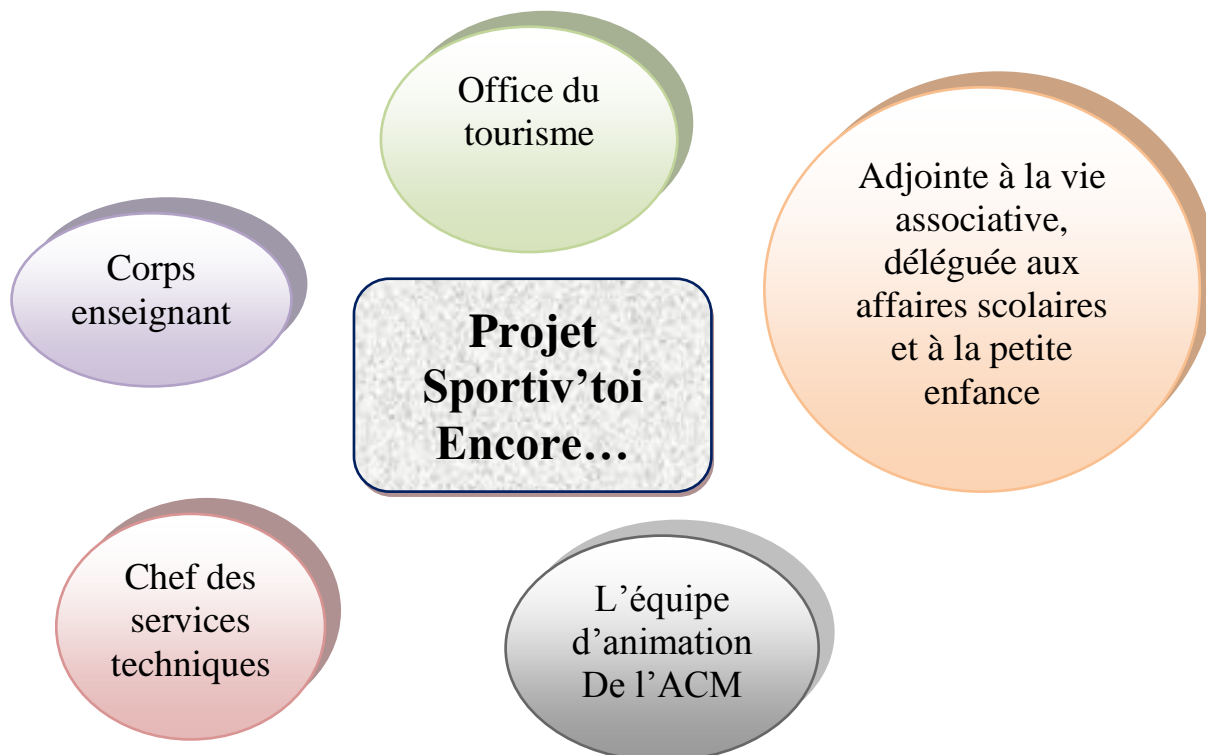 Office du
tourisme
Adjointe à la vie
associative,
déléguée aux
affaires scolaires
et à la petite
enfance
Corps
enseignant
Projet
Sportiv’toi
Encore…
Chef des
services
techniques
L’équipe
d’animation
De l’ACM